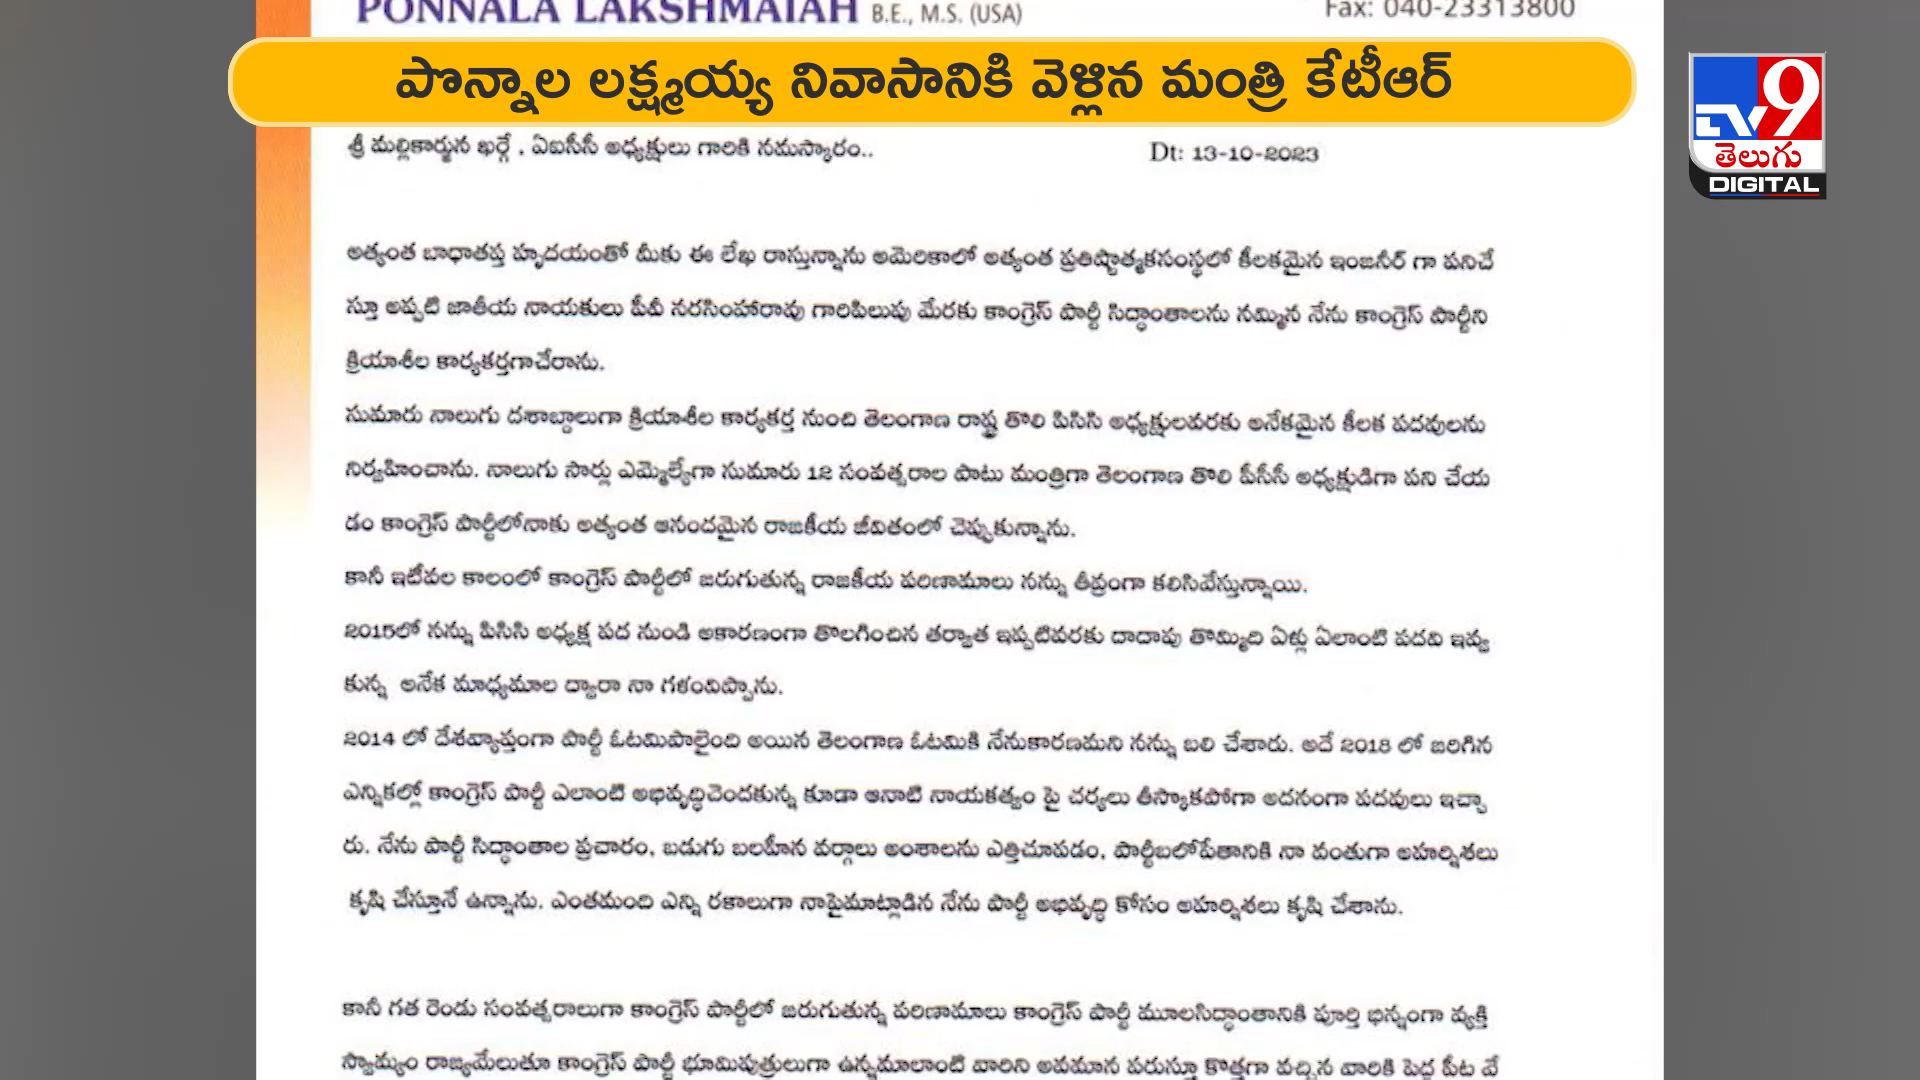 PONNALA LAKSHMAIAH B.E., M.S. (USA)
Fax: 040-23313800
పొన్నాల లక్ష్మయ్య నివాసానికి వెళ్లిన మంత్రి కేటీఆర్
TV9
తెలుగు
DIGITAL
శ్రీ మల్లికార్జున ఖర్గే , ఏఐసీసీ అధ్యక్షులు గారికి నమస్కారం..
Dt: 13-10-2023
అత్యంత బాధాతప్త హృదయంతో మీకు ఈ లేఖ రాస్తున్నాను అమెరికాలో అత్యంత ప్రతిష్టాత్మకసంస్థలో కీలకమైన ఇంజనీర్ గా పనిచే
స్తూ అప్పటి జాతీయ నాయకులు పీవీ నరసింహారావు గారిపిలుపు మేరకు కాంగ్రెస్ పార్టీ సిద్ధాంతాలను నమ్మిన నేను కాంగ్రెస్ పార్టీని
క్రియాశీల కార్యకర్తగాచేరాను.
సుమారు నాలుగు దశాబ్దాలుగా క్రియాశీల కార్యకర్త నుంచి తెలంగాణ రాష్ట్ర తొలి పిసిసి అధ్యక్షులవరకు అనేకమైన కీలక పదవులను
నిర్వహించాను. నాలుగు సార్లు ఎమ్మెల్యేగా సుమారు 12 సంవత్సరాల పాటు మంత్రిగా తెలంగాణ తొలి పీసీసీ అధ్యక్షుడిగా పని చేయ
డం కాంగ్రెస్ పార్టీలోనాకు అత్యంత ఆనందమైన రాజకీయ జీవితంలో చెప్పుకున్నాను.
కానీ ఇటీవల కాలంలో కాంగ్రెస్ పార్టీలో జరుగుతున్న రాజకీయ పరిణామాలు నన్ను తీవ్రంగా కలిసివేస్తున్నాయి.
2015లో నన్ను పిసిసి అధ్యక్ష పద నుండి అకారణంగా తొలగించిన తర్వాత ఇప్పటివరకు దాదాపు తొమ్మిది ఏళ్లు ఏలాంటి పదవి ఇవ్వ
కున్న అనేక మాధ్యమాల ద్వారా నా గళంవిప్పాను.
2014 లో దేశవ్యాప్తంగా పార్టీ ఓటమిపాలైంది అయిన తెలంగాణ ఓటమికి నేనుకారణమని నన్ను బలి చేశారు. అదే 2018 లో జరిగిన
ఎన్నికల్లో కాంగ్రెస్ పార్టీ ఎలాంటి అభివృద్ధిచెందకున్న కూడా ఆనాటి నాయకత్వం పై చర్యలు తీస్కొకపోగా అదనంగా పదవులు ఇచ్చా
రు. నేను పార్టీ సిద్ధాంతాల ప్రచారం, బడుగు బలహీన వర్గాలు అంశాలను ఎత్తిచూపడం, పార్టీబలోపేతానికి నా వంతుగా అహర్నిశలు
కృషి చేస్తూనే ఉన్నాను. ఎంతమంది ఎన్ని రకాలుగా నాపైమాట్లాడిన నేను పార్టీ అభివృద్ధి కోసం అహర్నిశలు కృషి చేశాను.
కానీ గత రెండు సంవత్సరాలుగా కాంగ్రెస్ పార్టీలో జరుగుతున్న పరిణామాలు కాంగ్రెస్ పార్టీ మూలసిద్ధాంతానికి పూర్తి భిన్నంగా వ్యక్తి
స్వామ్యం రాజ్యమేలుతూ కాంగ్రెస్ పార్టీ భూమిపుత్రులుగా ఉన్నమాలాంటి వారిని అవమాన పరుస్తూ కొత్తగా వచ్చిన వారికి పెద్ద పీట వే